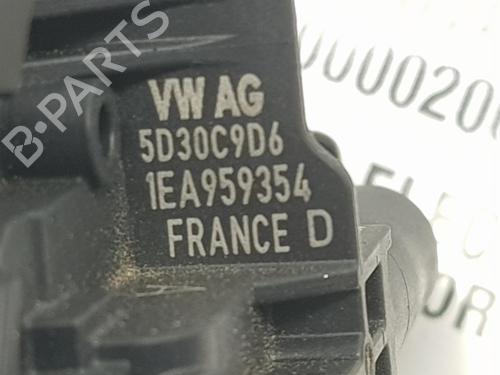 B-PARTS
VW AG
5D30C9D6
1EA959354
FRANCE D